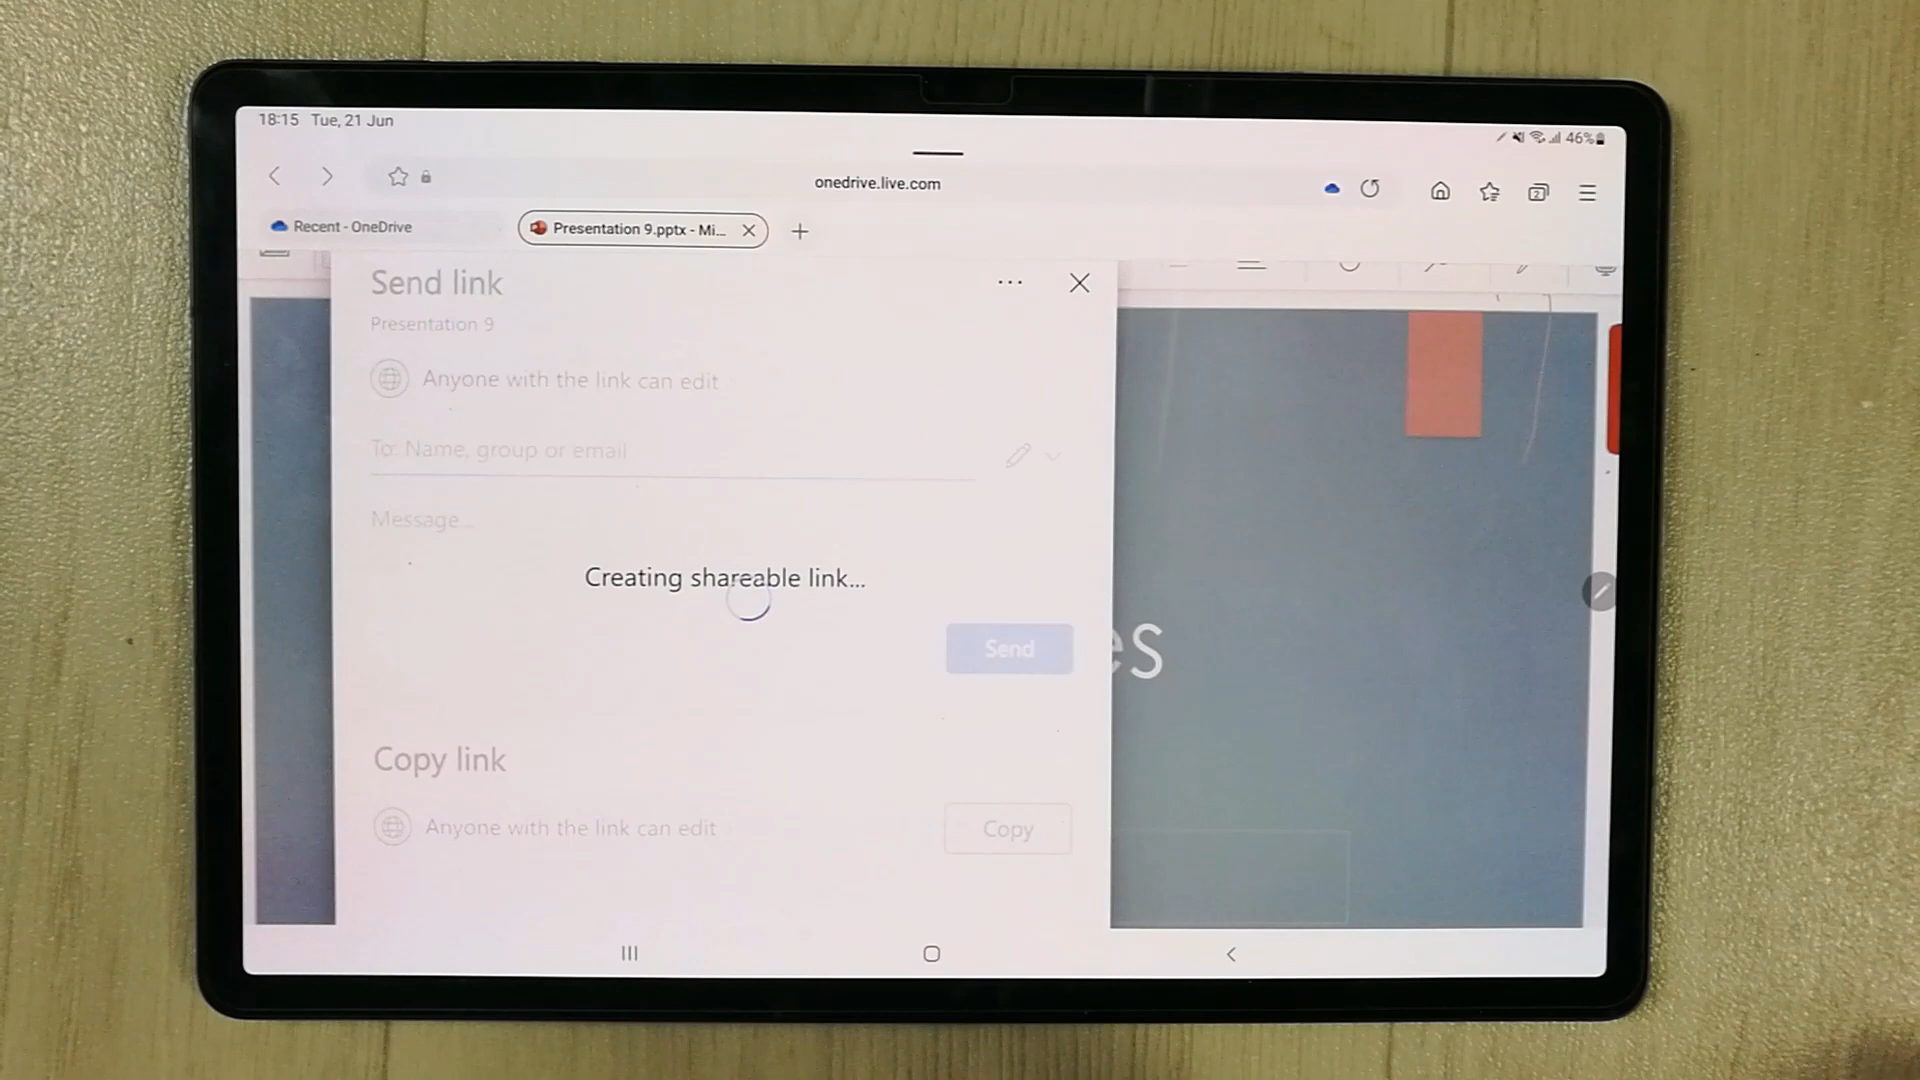 18:15 Tue, 21 Jun
46%
onedrive.live.com
2
Recent - OneDrive
Presentation 9.pptx - Mi...
Send link
Presentation 9
Anyone with the link can edit
To: Name, group or email
Message...
Creating shareable link...
Send
es
Copy link
Anyone with the link can edit
Copy